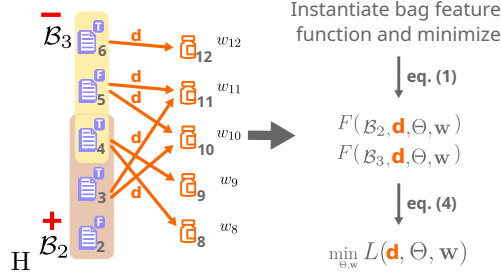 − B₃
T 6 d 12 w₁₂
F 5 d d 11 w₁₁
T 4 10 w₁₀
T 3 d 9 w₉
F 2 8 w₈
+ B₂
H
Instantiate bag feature
function and minimize
eq. (1)
F(B₂,d,Θ,w)
F(B₃,d,Θ,w)
eq. (4)
min L(d, Θ, w)
Θ,w